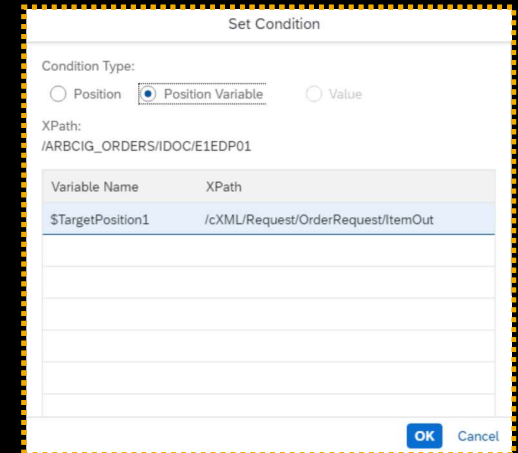 Set Condition
Condition Type:
Position Position Variable Value
XPath:
/ARBCIG_ORDERS/IDOC/E1EDP01
Variable Name XPath
$TargetPosition1 /cXML/Request/OrderRequest/ItemOut
OK Cancel